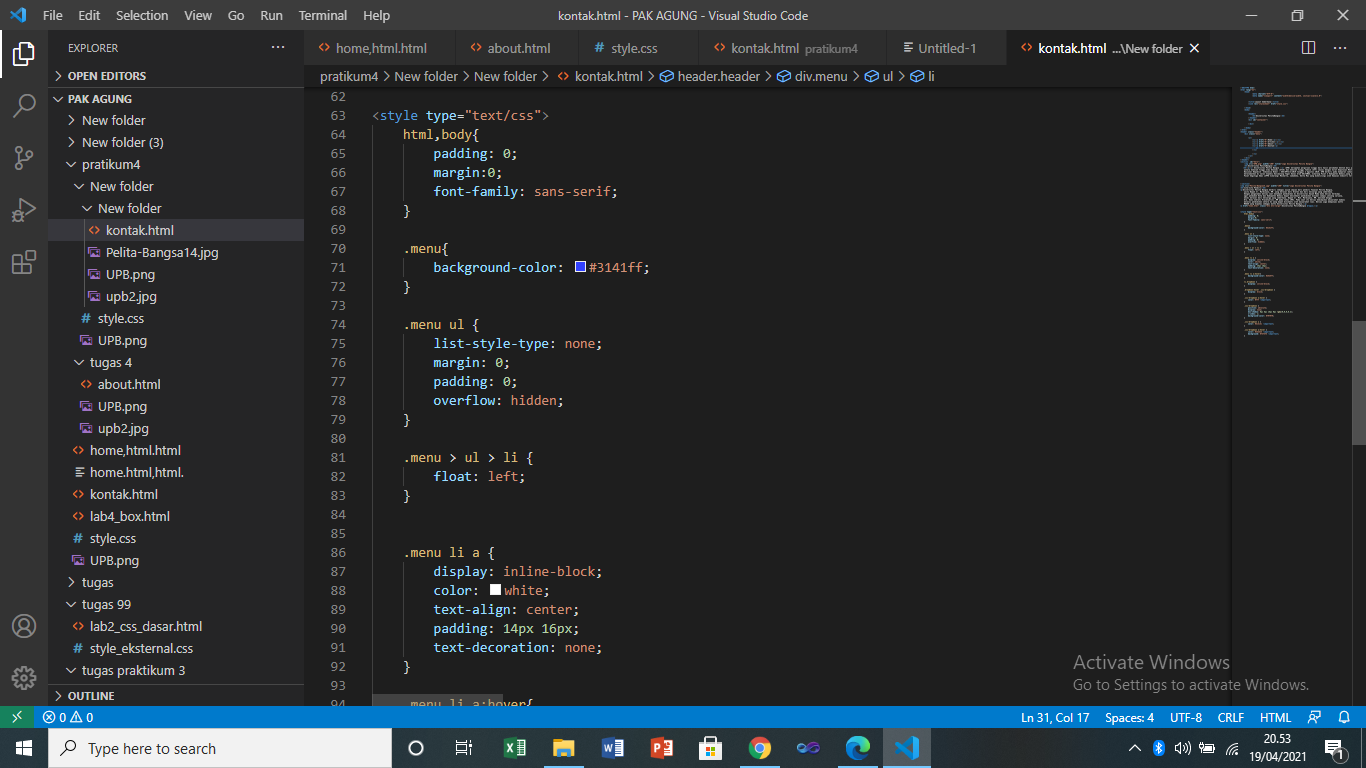 File Edit Selection View Go Run Terminal Help kontak.html - PAK AGUNG - Visual Studio Code
EXPLORER ···
home,html.html about.html style.css kontak.html pratikum4 Untitled-1 kontak.html ...\New folder
pratikum4 > New folder > New folder > kontak.html > header.header > div.menu > ul > li
OPEN EDITORS
PAK AGUNG
New folder
New folder (3)
pratikum4
New folder
New folder
kontak.html
Pelita-Bangsa14.jpg
UPB.png
upb2.jpg
style.css
UPB.png
tugas 4
about.html
UPB.png
upb2.jpg
home,html.html
home.html,html.
kontak.html
lab4_box.html
style.css
UPB.png
tugas
tugas 99
lab2_css_dasar.html
style_eksternal.css
tugas praktikum 3
OUTLINE
62
63 <style type="text/css">
64 html,body{
65 padding: 0;
66 margin:0;
67 font-family: sans-serif;
68 }
69
70 .menu{
71 background-color: #3141ff;
72 }
73
74 .menu ul {
75 list-style-type: none;
76 margin: 0;
77 padding: 0;
78 overflow: hidden;
79 }
80
81 .menu > ul > li {
82 float: left;
83 }
84
85
86 .menu li a {
87 display: inline-block;
88 color: white;
89 text-align: center;
90 padding: 14px 16px;
91 text-decoration: none;
92 }
93
94 .menu li a:hover{
Activate Windows
Go to Settings to activate Windows.
0 0 Ln 31, Col 17 Spaces: 4 UTF-8 CRLF HTML
Type here to search
20.53
19/04/2021
1